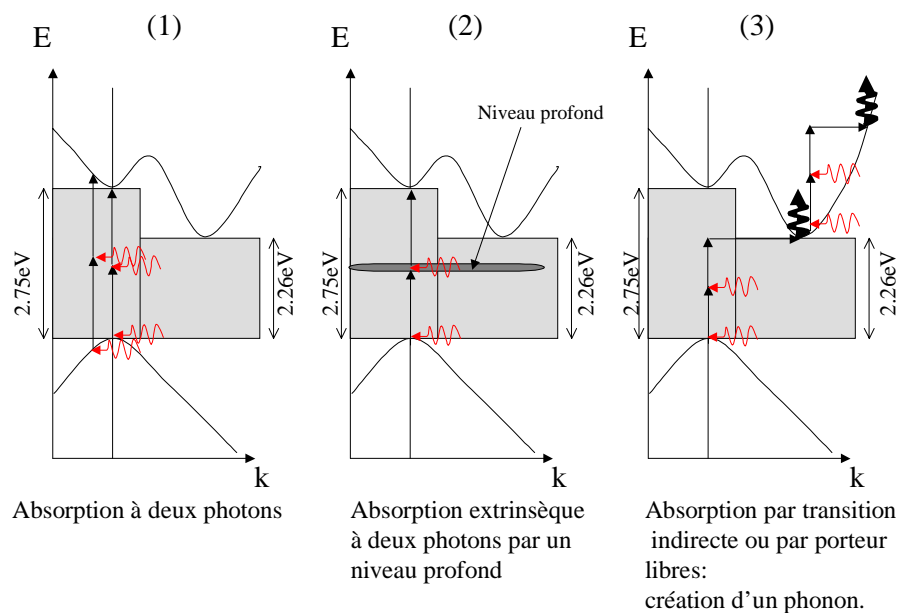 (1)
E
2.75eV
2.26eV
k
Absorption à deux photons
(2)
E
Niveau profond
2.75eV
2.26eV
k
Absorption extrinsèque
à deux photons par un
niveau profond
(3)
E
2.75eV
2.26eV
k
Absorption par transition
indirecte ou par porteur
libres:
création d’un phonon.